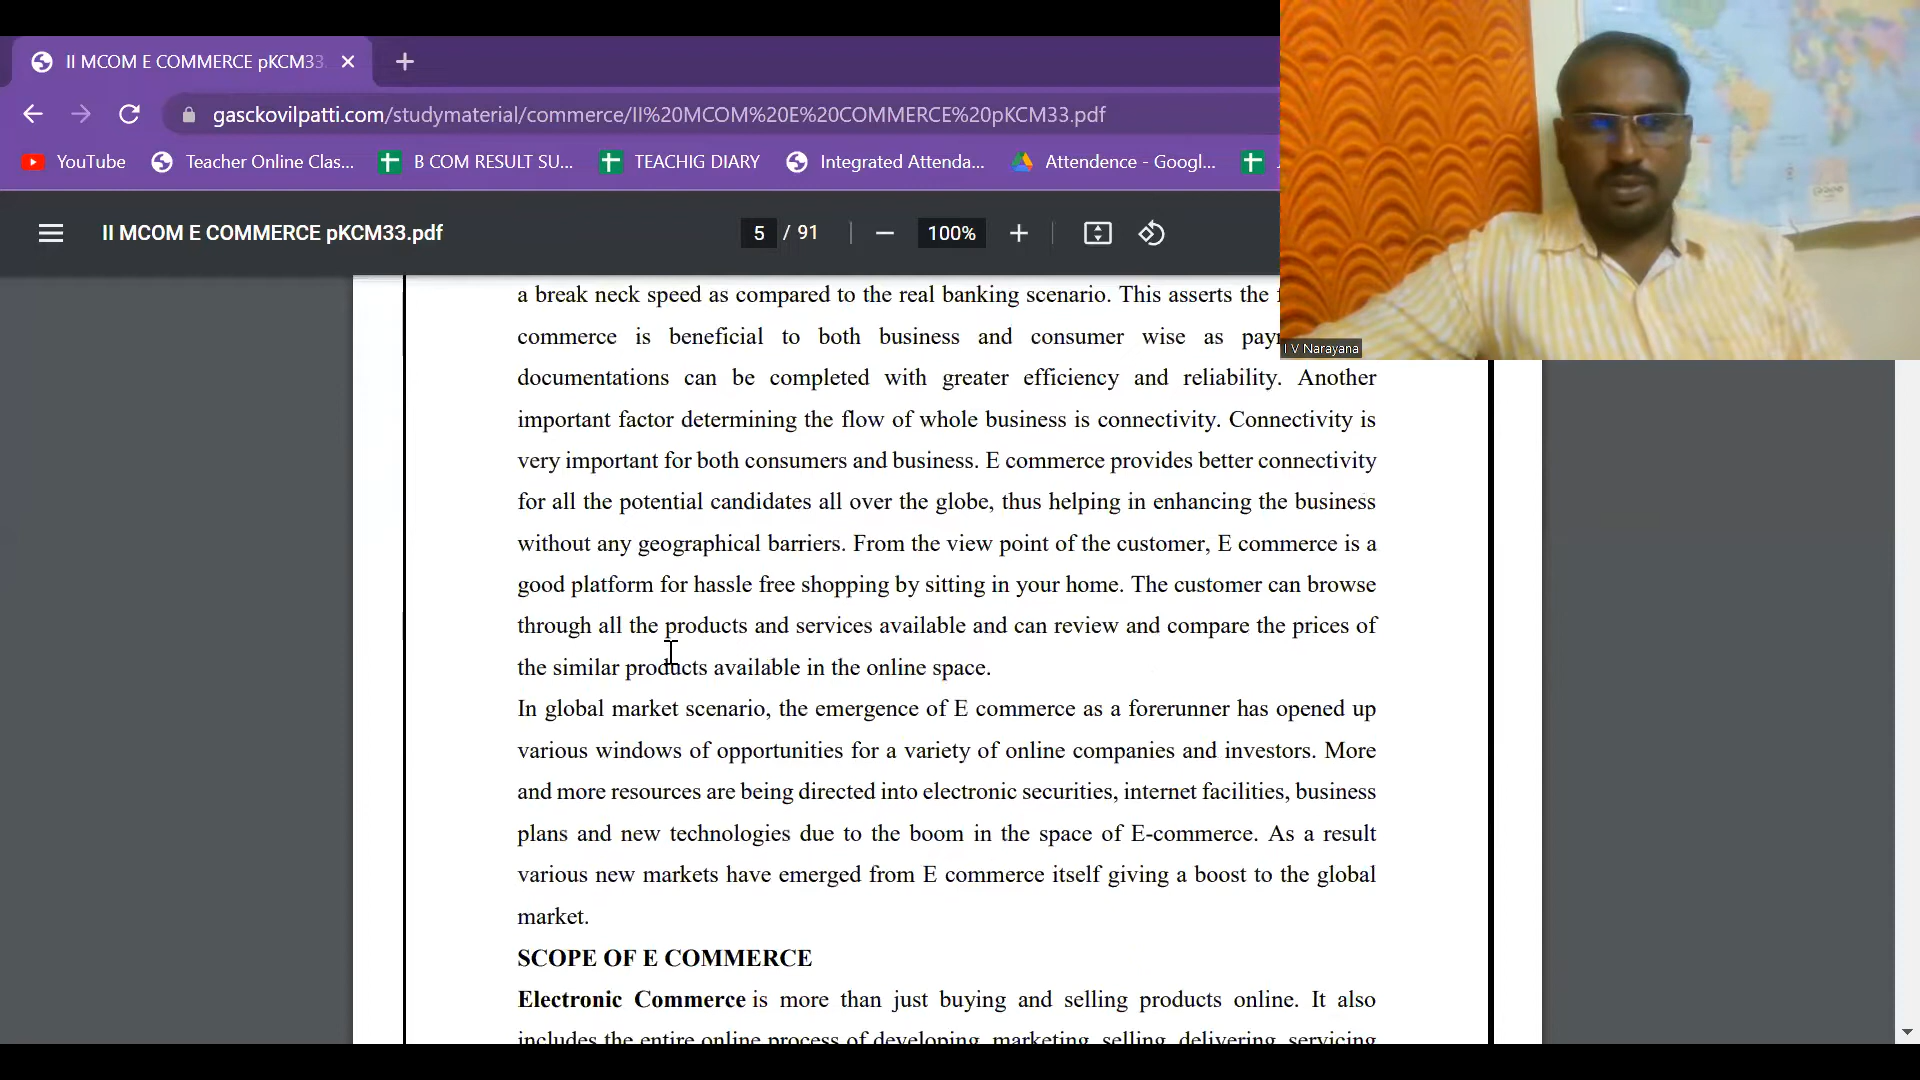 II MCOM E COMMERCE pKCM33
gasckovilpatti.com/studymaterial/commerce/II%20MCOM%20E%20COMMERCE%20pKCM33.pdf
YouTube
Teacher Online Clas...
B COM RESULT SU...
TEACHIG DIARY
Integrated Attenda...
Attendence - Googl...
II MCOM E COMMERCE pKCM33.pdf
5 / 91
100%
I V Narayana
a break neck speed as compared to the real banking scenario. This asserts the
commerce is beneficial to both business and consumer wise as
documentations can be completed with greater efficiency and reliability. Another
important factor determining the flow of whole business is connectivity. Connectivity is
very important for both consumers and business. E commerce provides better connectivity
for all the potential candidates all over the globe, thus helping in enhancing the business
without any geographical barriers. From the view point of the customer, E commerce is a
good platform for hassle free shopping by sitting in your home. The customer can browse
through all the products and services available and can review and compare the prices of
the similar products available in the online space.
In global market scenario, the emergence of E commerce as a forerunner has opened up
various windows of opportunities for a variety of online companies and investors. More
and more resources are being directed into electronic securities, internet facilities, business
plans and new technologies due to the boom in the space of E-commerce. As a result
various new markets have emerged from E commerce itself giving a boost to the global
market.
SCOPE OF E COMMERCE
Electronic Commerce is more than just buying and selling products online. It also
includes the entire online process of developing, marketing, selling, delivering, servicing